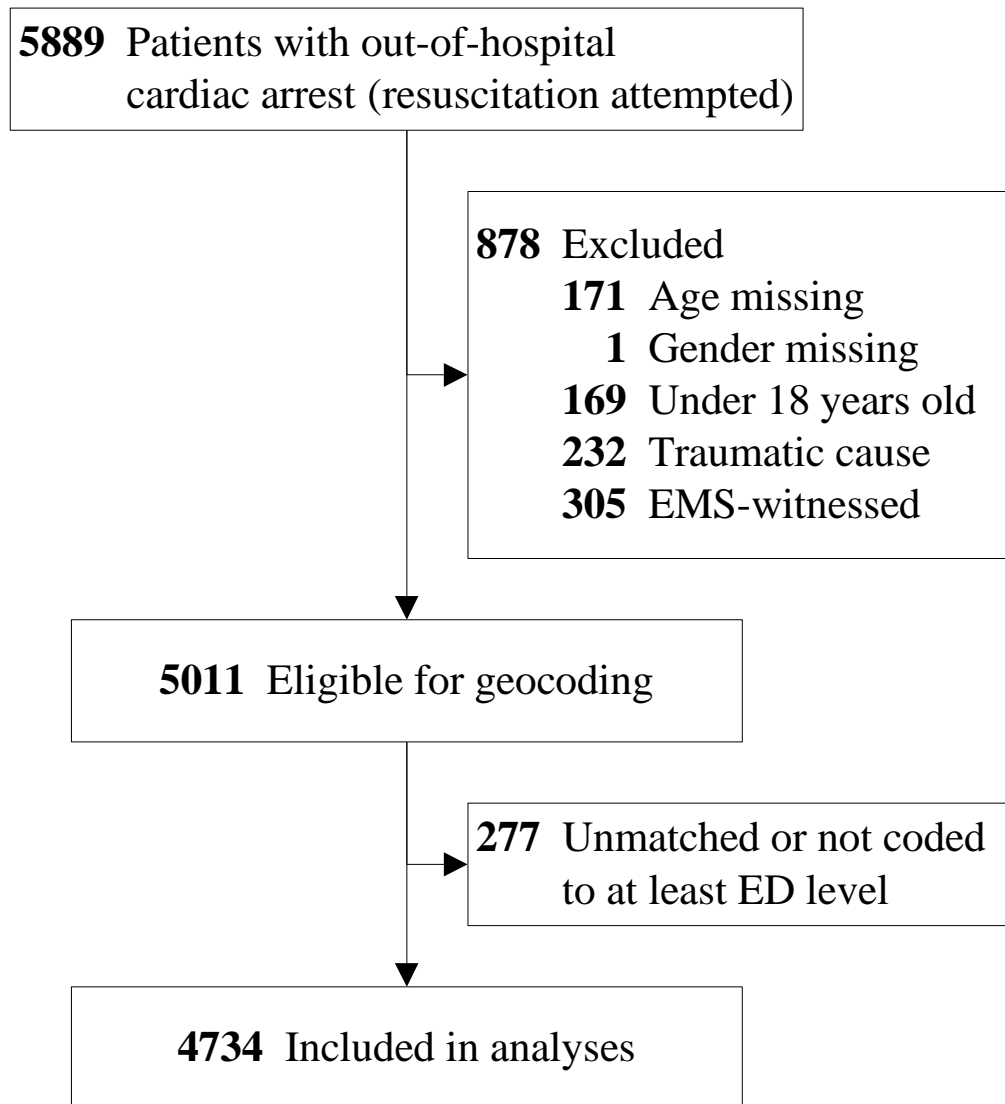 5889 Patients with out-of-hospital
cardiac arrest (resuscitation attempted)
878 Excluded
171 Age missing
1 Gender missing
169 Under 18 years old
232 Traumatic cause
305 EMS-witnessed
5011 Eligible for geocoding
277 Unmatched or not coded
to at least ED level
4734 Included in analyses